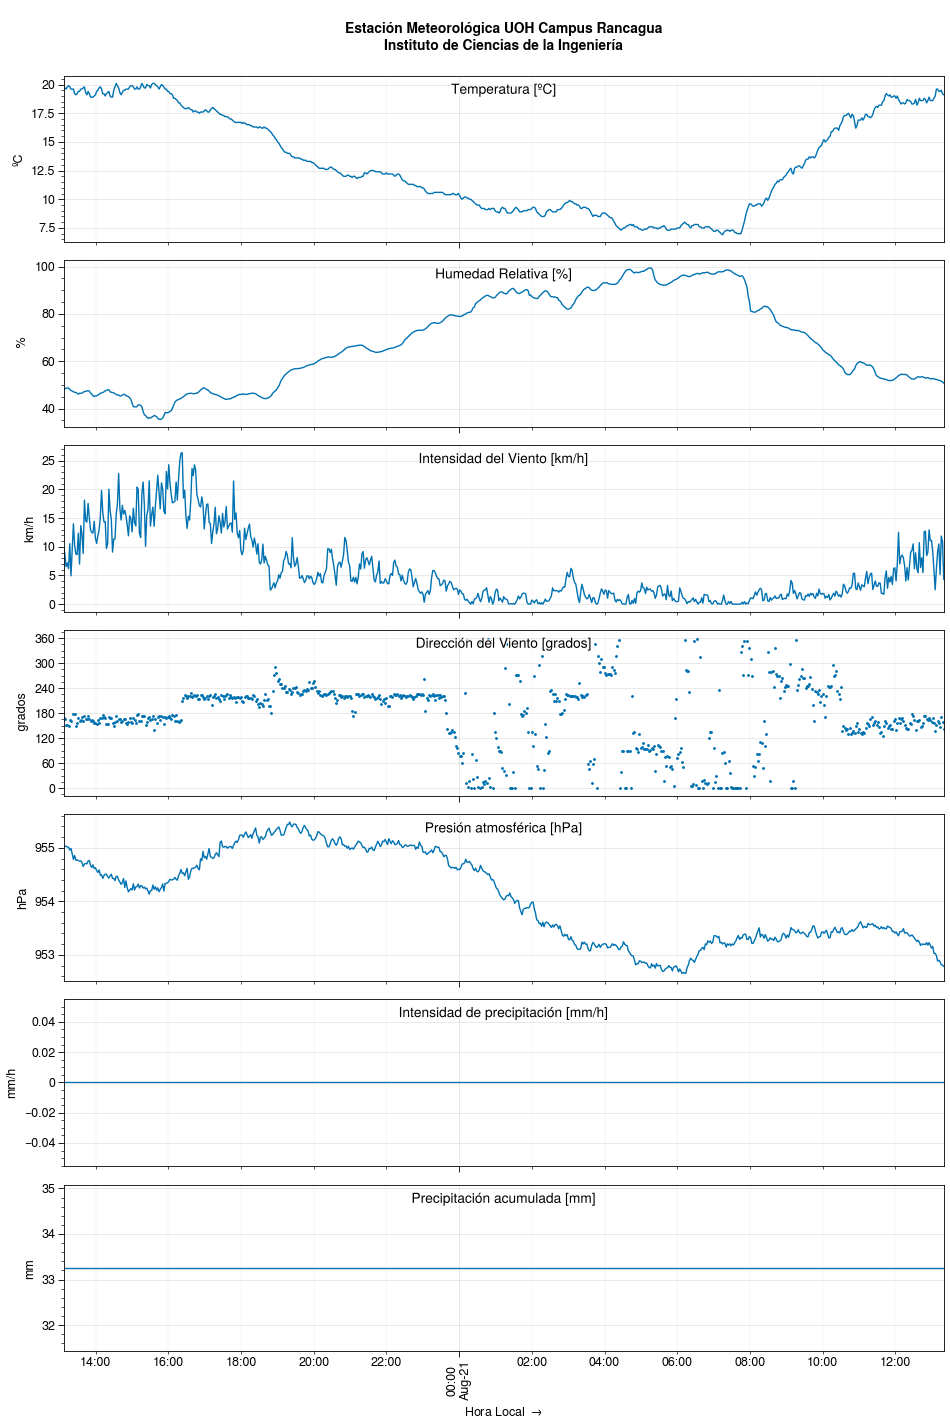 Estación Meteorológica UOH Campus Rancagua
Instituto de Ciencias de la Ingeniería
Temperatura [ºC]
ºC
20
17.5
15
12.5
10
7.5
Humedad Relativa [%]
%
100
80
60
40
Intensidad del Viento [km/h]
km/h
25
20
15
10
5
0
Dirección del Viento [grados]
grados
360
300
240
180
120
60
0
Presión atmosférica [hPa]
hPa
955
954
953
Intensidad de precipitación [mm/h]
mm/h
0.04
0.02
0
−0.02
−0.04
Precipitación acumulada [mm]
mm
35
34
33
32
14:00 16:00 18:00 20:00 22:00 00:00 02:00 04:00 06:00 08:00 10:00 12:00
Aug-21
Hora Local →